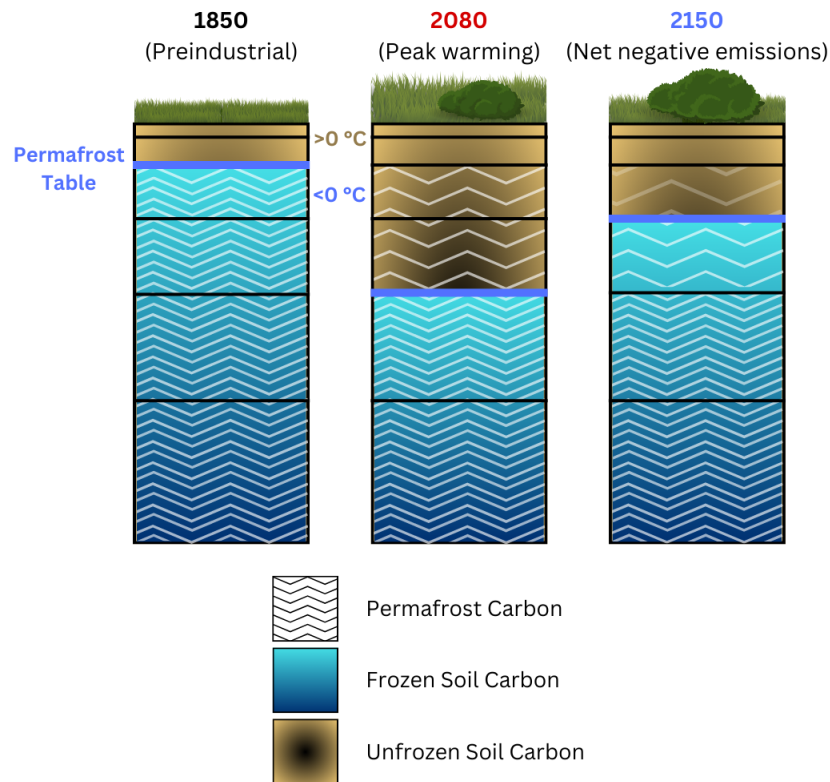 1850
(Preindustrial)
2080
(Peak warming)
2150
(Net negative emissions)
Permafrost
Table
>0 °C
<0 °C
Permafrost Carbon
Frozen Soil Carbon
Unfrozen Soil Carbon